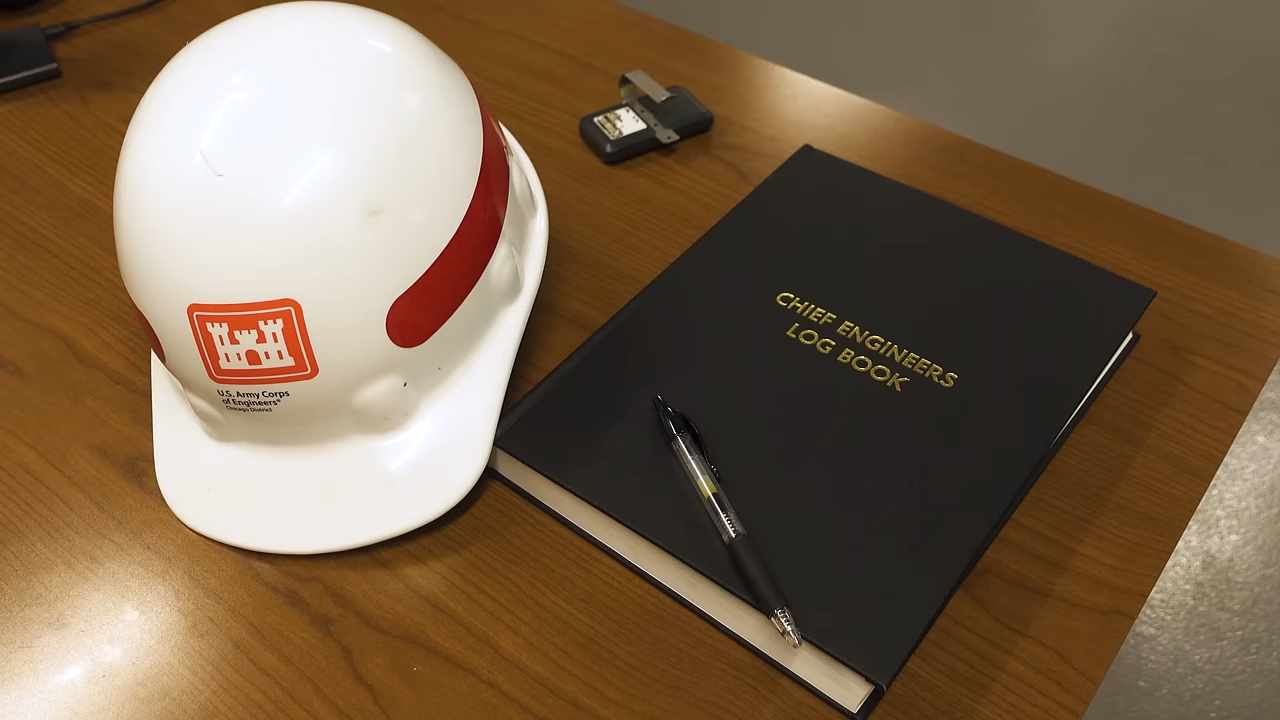 U.S. Army Corps
of Engineers®
Chicago District
CHIEF ENGINEERS
LOG BOOK